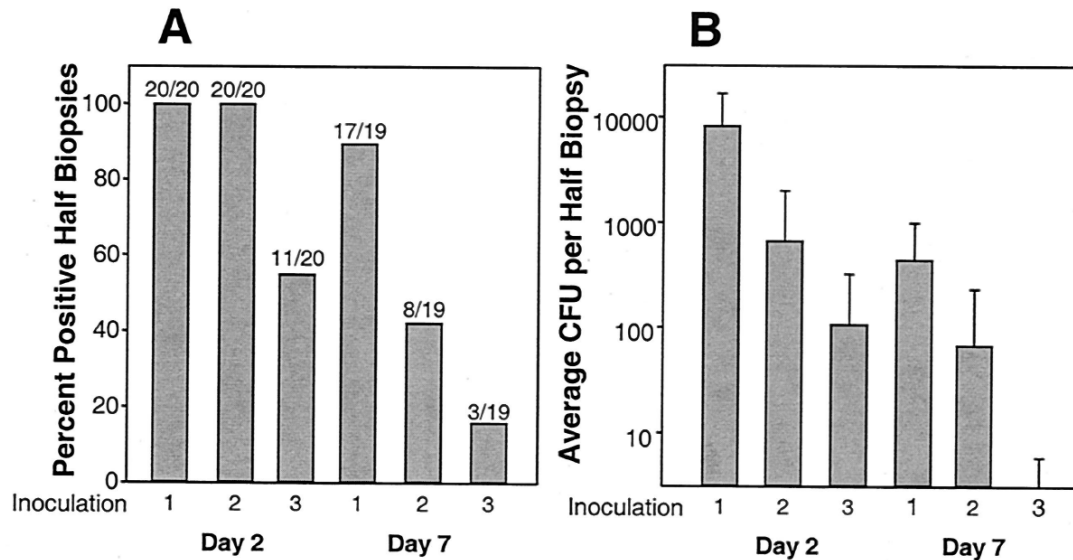 A
Percent Positive Half Biopsies
100
80
60
40
20
0
20/20 20/20
11/20
17/19
8/19
3/19
Inoculation 1 2 3 1 2 3
Day 2 Day 7
B
Average CFU per Half Biopsy
10000
1000
100
10
Inoculation 1 2 3 1 2 3
Day 2 Day 7